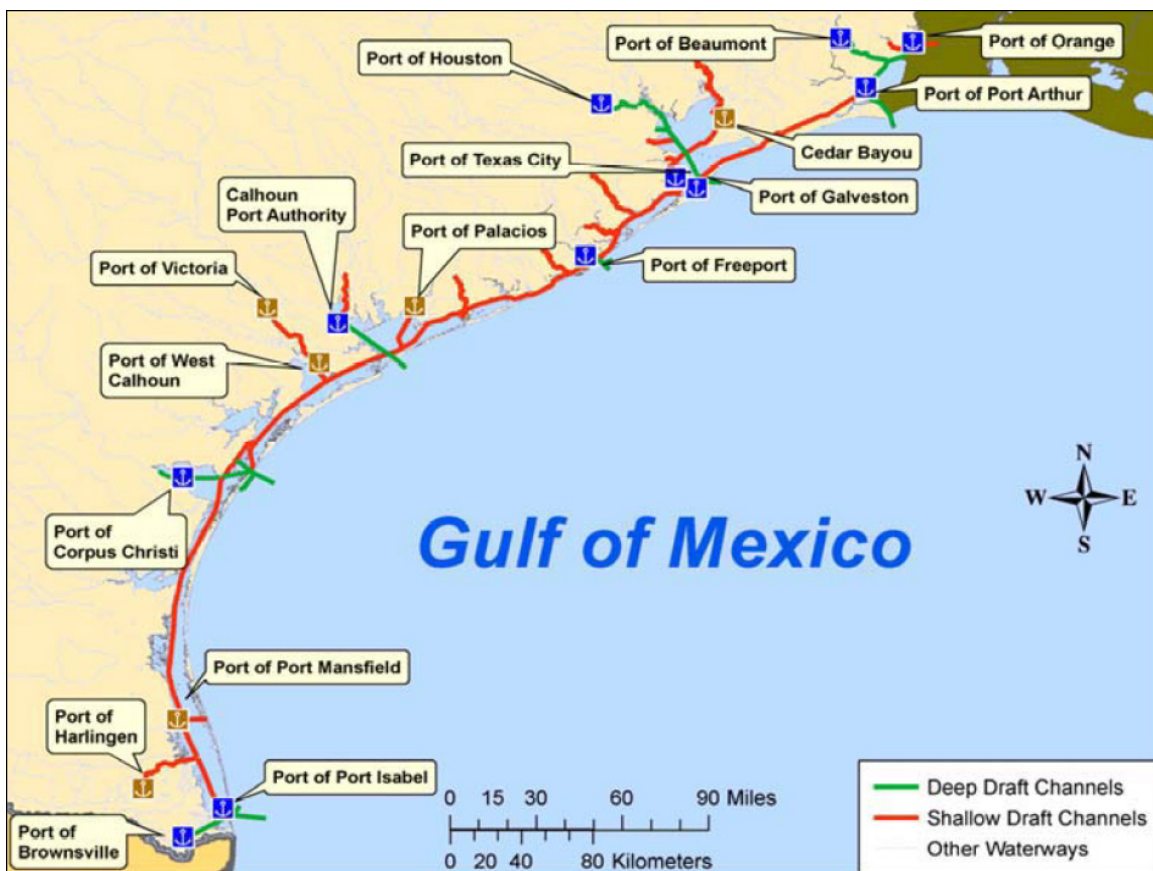 Port of Beaumont
Port of Orange
Port of Houston
Port of Port Arthur
Cedar Bayou
Port of Texas City
Port of Galveston
Calhoun
Port Authority
Port of Palacios
Port of Victoria
Port of Freeport
Port of West
Calhoun
N
W
E
S
Port of
Corpus Christi
Gulf of Mexico
Port of Port Mansfield
Port of
Harlingen
Port of Port Isabel
Port of
Brownsville
0 15 30 60 90 Miles
0 20 40 80 Kilometers
Deep Draft Channels
Shallow Draft Channels
Other Waterways